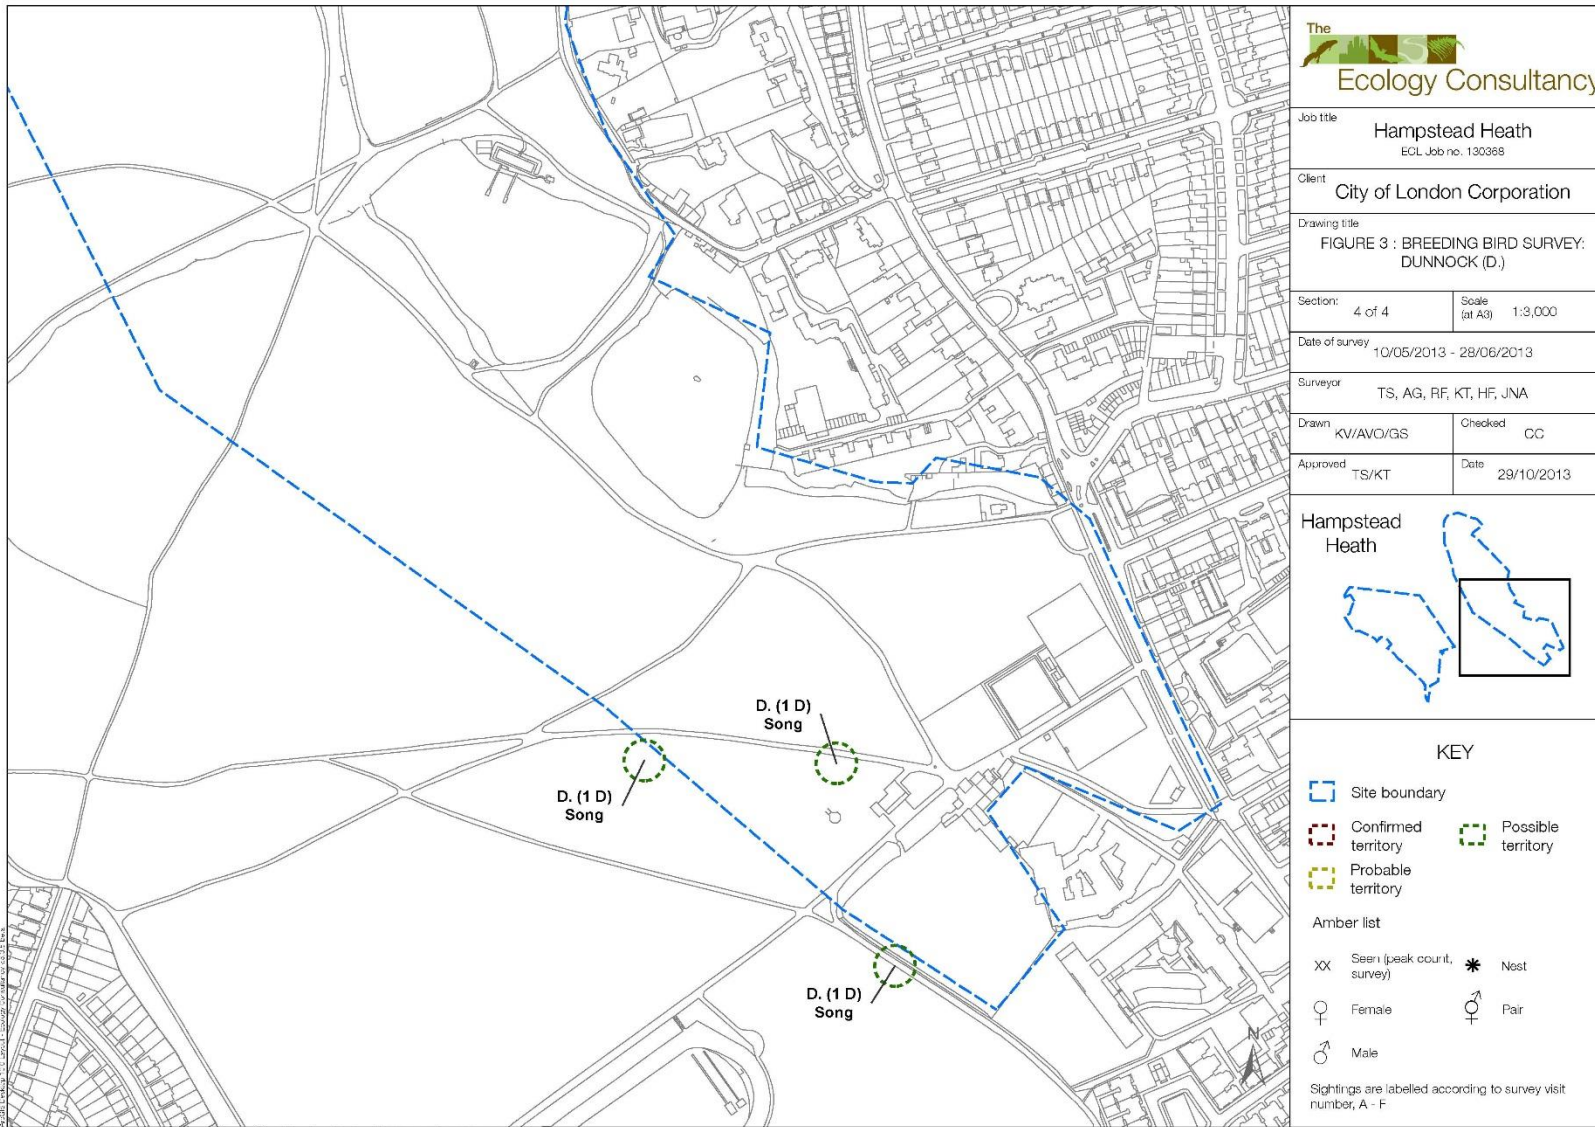 The
Ecology Consultancy
Job title
Hampstead Heath
ECL Job no. 130368
Client
City of London Corporation
Drawing title
FIGURE 3 : BREEDING BIRD SURVEY:
DUNNOCK (D.)
Section:
4 of 4
Scale
(at A3)
1:3,000
Date of survey
10/05/2013 - 28/06/2013
Surveyor
TS, AG, RF, KT, HF, JNA
Drawn
KV/AVO/GS
Checked
CC
Approved
TS/KT
Date
29/10/2013
Hampstead
Heath
D. (1 D)
Song
D. (1 D)
Song
D. (1 D)
Song
N
KEY
Site boundary
Confirmed
territory
Possible
territory
Probable
territory
Amber list
XX
Seen (peak count,
survey)
Nest
Female
Pair
Male
Sightings are labelled according to survey visit
number, A - F